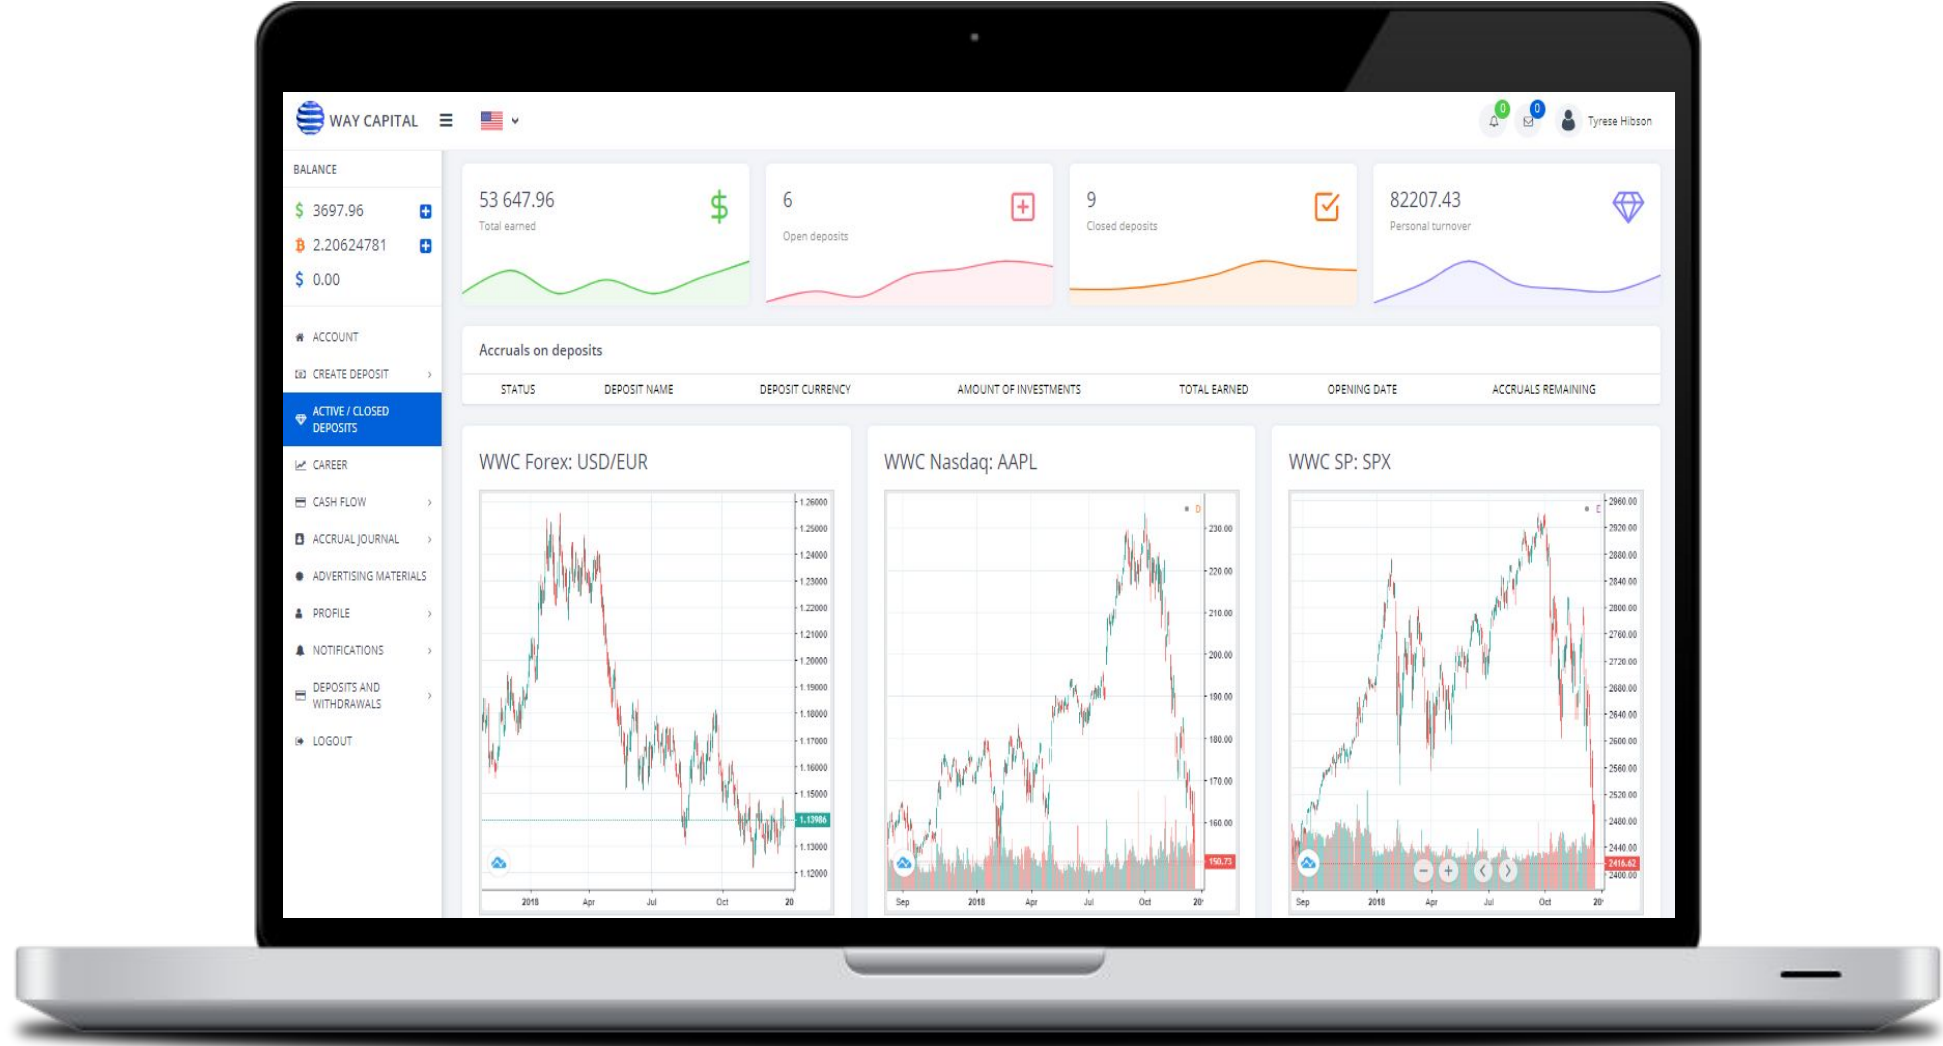 WAY CAPITAL
0
0
Tyrese Hibson
BALANCE
$ 3697.96
2.20624781
$ 0.00
ACCOUNT
CREATE DEPOSIT
ACTIVE / CLOSED
DEPOSITS
CAREER
CASH FLOW
ACCRUAL JOURNAL
ADVERTISING MATERIALS
PROFILE
NOTIFICATIONS
DEPOSITS AND
WITHDRAWALS
LOGOUT
53 647.96
Total earned
6
Open deposits
9
Closed deposits
82207.43
Personal turnover
Accruals on deposits
STATUS DEPOSIT NAME DEPOSIT CURRENCY AMOUNT OF INVESTMENTS TOTAL EARNED OPENING DATE ACCRUALS REMAINING
WWC Forex: USD/EUR
1.26000
1.25000
1.24000
1.23000
1.22000
1.21000
1.20000
1.19000
1.18000
1.17000
1.16000
1.15000
1.13986
1.13000
1.12000
2018 Apr Jul Oct 20
WWC Nasdaq: AAPL
D
230.00
220.00
210.00
200.00
190.00
180.00
170.00
160.00
150.73
Sep 2018 Apr Jul Oct 20
WWC SP: SPX
E
2960.00
2920.00
2880.00
2840.00
2800.00
2760.00
2720.00
2680.00
2640.00
2600.00
2560.00
2520.00
2480.00
2440.00
2416.62
2400.00
Sep 2018 Apr Jul Oct 20